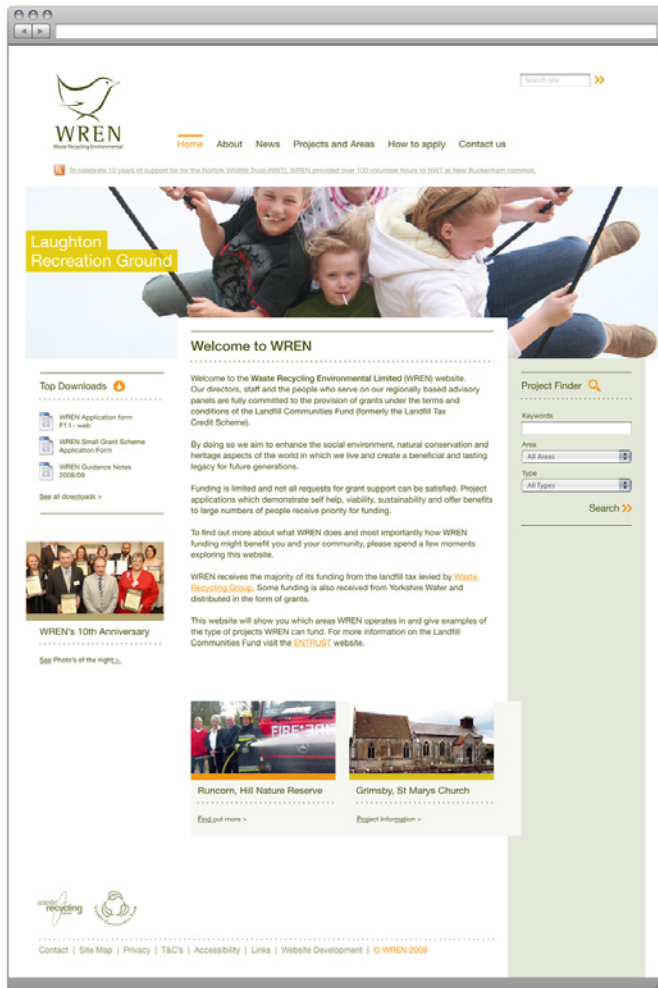 Search site
WREN
Waste Recycling Environmental
Home About News Projects and Areas How to apply Contact us
To celebrate 10 years of support for for the Norfolk Wildlife Trust (NWT), WREN provided over 100 volunteer hours to NWT at New Buckenham common.
Laughton
Recreation Ground
Welcome to WREN
Top Downloads
WREN Application form
F1 I - web
WREN Small Grant Scheme
Application Form
WREN Guidance Notes
2008/09
See all downloads >
WREN's 10th Anniversary
See Photo's of the night >
Welcome to the Waste Recycling Environmental Limited (WREN) website.
Our directors, staff and the people who serve on our regionally based advisory
panels are fully committed to the provision of grants under the terms and
conditions of the Landfill Communities Fund (formerly the Landfill Tax
Credit Scheme).
By doing so we aim to enhance the social environment, natural conservation and
heritage aspects of the world in which we live and create a beneficial and lasting
legacy for future generations.
Funding is limited and not all requests for grant support can be satisfied. Project
applications which demonstrate self help, viability, sustainability and offer benefits
to large numbers of people receive priority for funding.
To find out more about what WREN does and most importantly how WREN
funding might benefit you and your community, please spend a few moments
exploring this website.
WREN receives the majority of its funding from the landfill tax levied by Waste
Recycling Group. Some funding is also received from Yorkshire Water and
distributed in the form of grants.
This website will show you which areas WREN operates in and give examples of
the type of projects WREN can fund. For more information on the Landfill
Communities Fund visit the ENTRUST website.
Project Finder
Keywords
Area
All Areas
Type
All Types
Search
FIRE
Runcorn, Hill Nature Reserve
Find out more >
Grimsby, St Marys Church
Project Information >
waste
recycling
Contact | Site Map | Privacy | T&C's | Accessibility | Links | Website Development | © WREN 2008